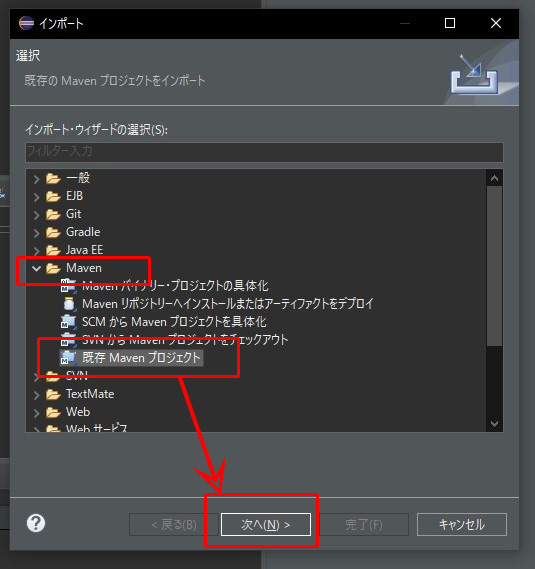 インポート
選択
既存の Maven プロジェクトをインポート
インポート・ウィザードの選択(S):
フィルター入力
一般
EJB
Git
Gradle
Java EE
Maven
Maven バイナリー・プロジェクトの具体化
Maven リポジトリーへインストールまたはアーティファクトをデプロイ
SCM から Maven プロジェクトを具体化
SVN から Maven プロジェクトをチェックアウト
既存 Maven プロジェクト
SVN
TextMate
Web
Web サービス
< 戻る(B)
次へ(N) >
完了(F)
キャンセル